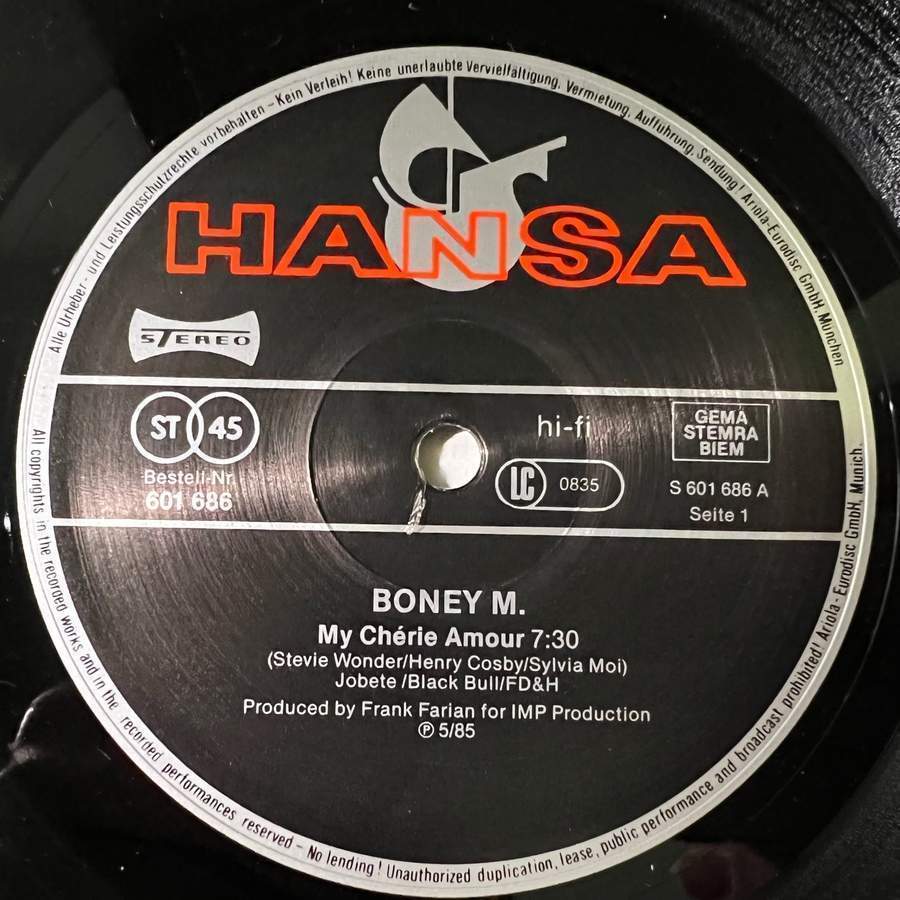 Alle Urheber- und Leistungsschutzrechte vorbehalten – Kein Verleih! Keine unerlaubte Vervielfältigung, Vermietung, Aufführung, Sendung! Ariola-Eurodisc GmbH, München
HANSA
STEREO
ST 45
hi-fi
GEMA
STEMRA
BIEM
Bestell-Nr.
601 686
LC 0835
S 601 686 A
Seite 1
BONEY M.
My Chérie Amour 7:30
(Stevie Wonder/Henry Cosby/Sylvia Moi)
Jobete /Black Bull/FD&H
Produced by Frank Farian for IMP Production
℗ 5/85
All copyrights in the recorded works and in the recorded performances reserved – No lending! Unauthorized duplication, lease, public performance and broadcast prohibited! Ariola - Eurodisc GmbH, Munich.